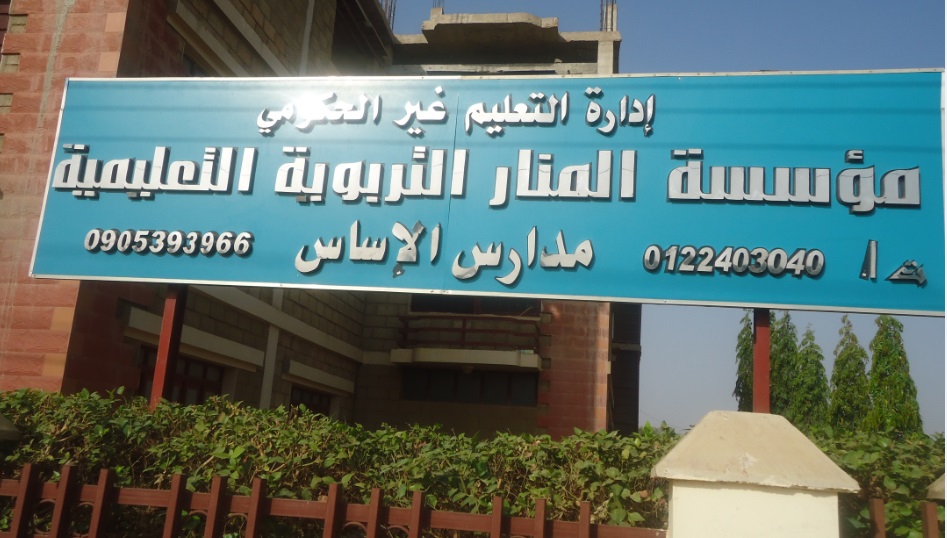 إدارة التعليم غير الحكومي
مؤسسة المنار التربوية التعليمية
ت / 0122403040 مدارس الإساس 0905393966